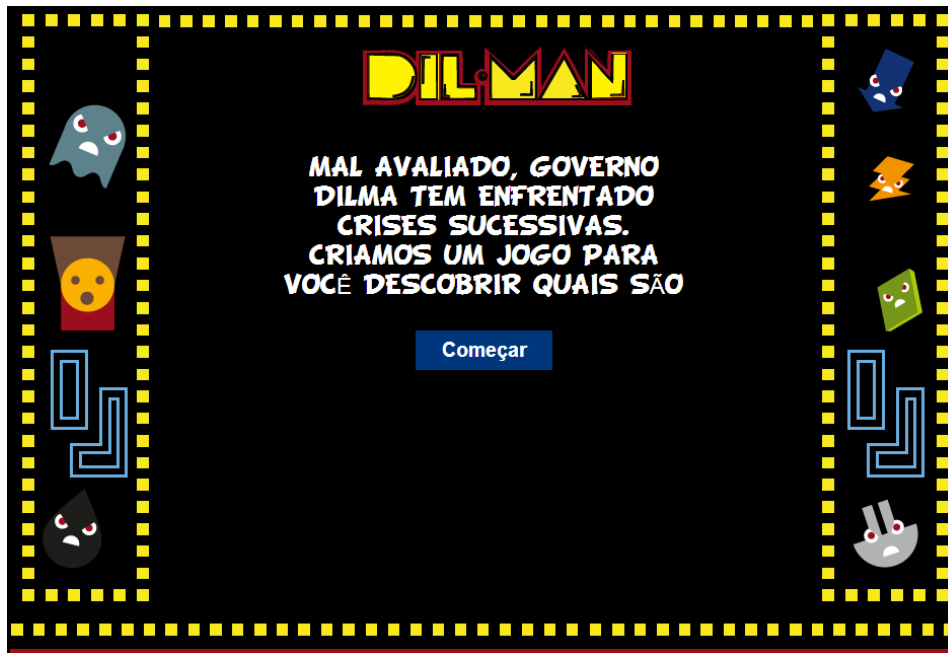 DIL-MAN
MAL AVALIADO, GOVERNO
DILMA TEM ENFRENTADO
CRISES SUCESSIVAS.
CRIAMOS UM JOGO PARA
VOCÊ DESCOBRIR QUAIS SÃO
Começar